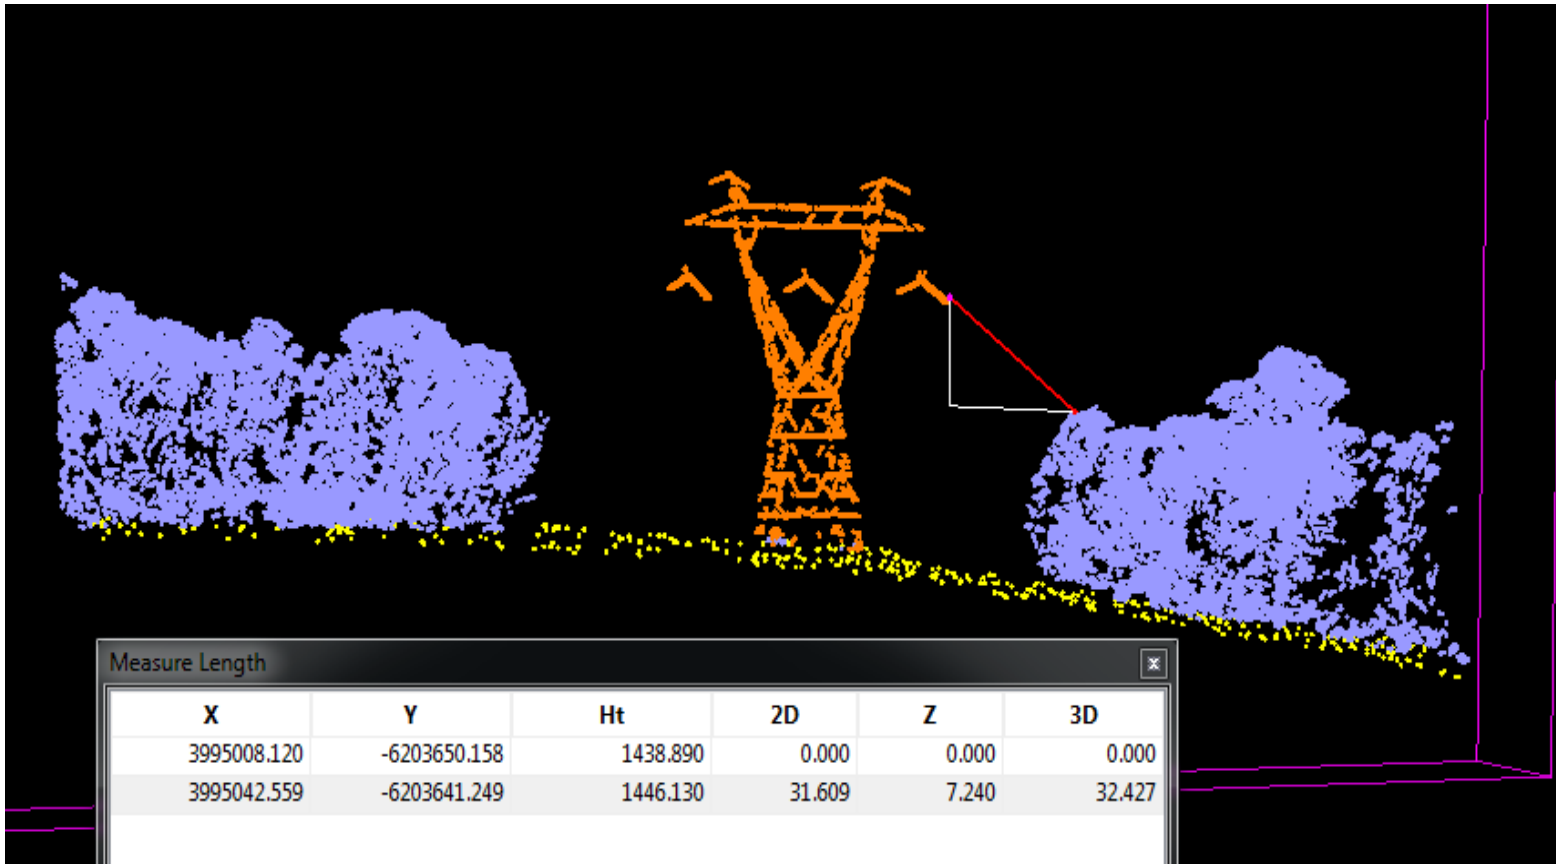 Measure Length
X Y Ht 2D Z 3D
3995008.120 -6203650.158 1438.890 0.000 0.000 0.000
3995042.559 -6203641.249 1446.130 31.609 7.240 32.427